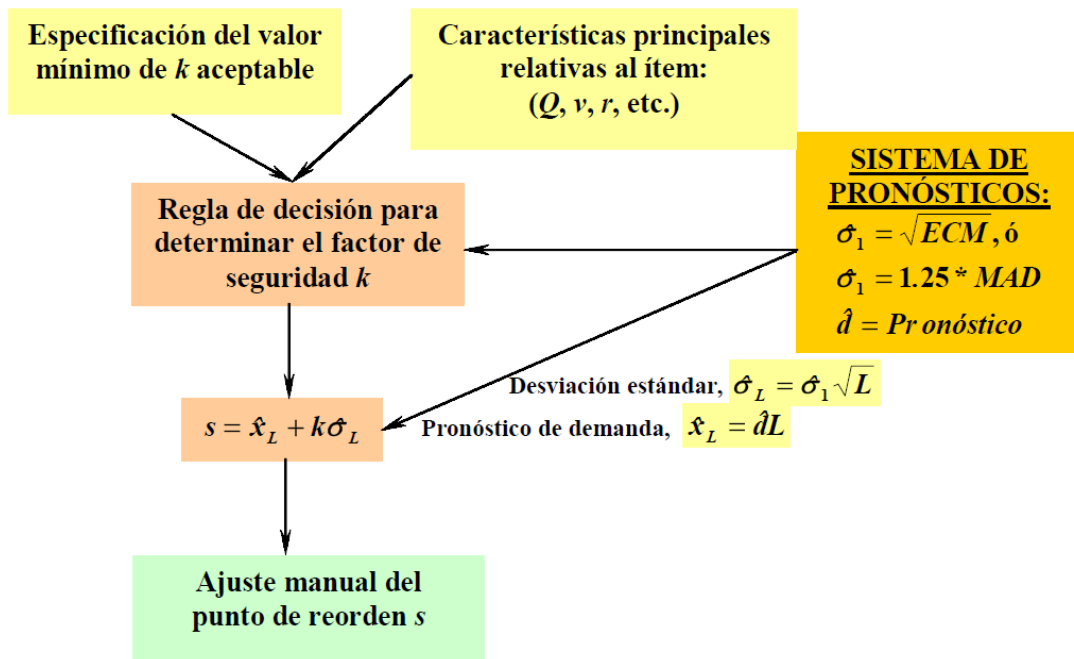 Especificación del valor
mínimo de k aceptable
Características principales
relativas al ítem:
(Q, v, r, etc.)
SISTEMA DE
PRONÓSTICOS:
σ̂₁ = √ECM, ó
σ̂₁ = 1.25 * MAD
d̂ = Pr onóstico
Regla de decisión para
determinar el factor de
seguridad k
Desviación estándar, σ̂_L = σ̂₁√L
Pronóstico de demanda, x̂_L = d̂L
s = x̂_L + kσ̂_L
Ajuste manual del
punto de reorden s